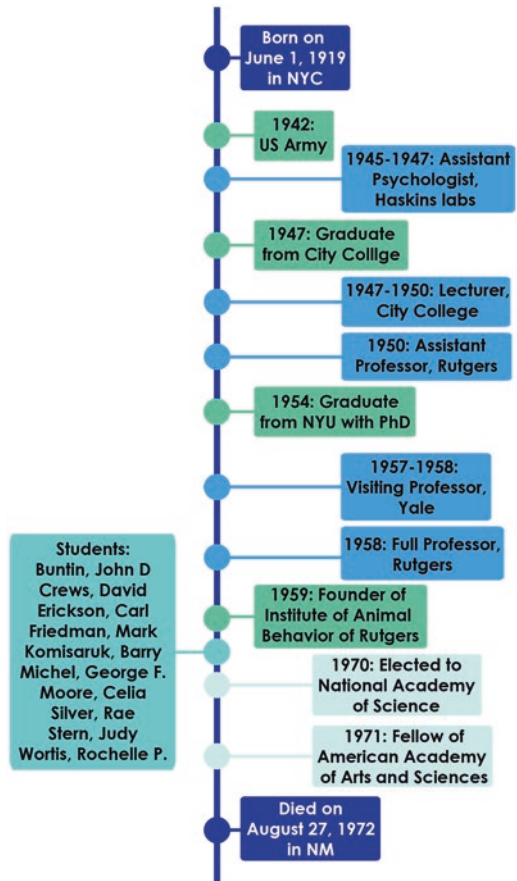 Born on
June 1, 1919
in NYC
1942:
US Army
1945-1947: Assistant
Psychologist,
Haskins labs
1947: Graduate
from City Colllge
1947-1950: Lecturer,
City College
1950: Assistant
Professor, Rutgers
1954: Graduate
from NYU with PhD
1957-1958:
Visiting Professor,
Yale
1958: Full Professor,
Rutgers
1959: Founder of
Institute of Animal
Behavior of Rutgers
Students:
Buntin, John D
Crews, David
Erickson, Carl
Friedman, Mark
Komisaruk, Barry
Michel, George F.
Moore, Celia
Silver, Rae
Stern, Judy
Wortis, Rochelle P.
1970: Elected to
National Academy
of Science
1971: Fellow of
American Academy
of Arts and Sciences
Died on
August 27, 1972
in NM